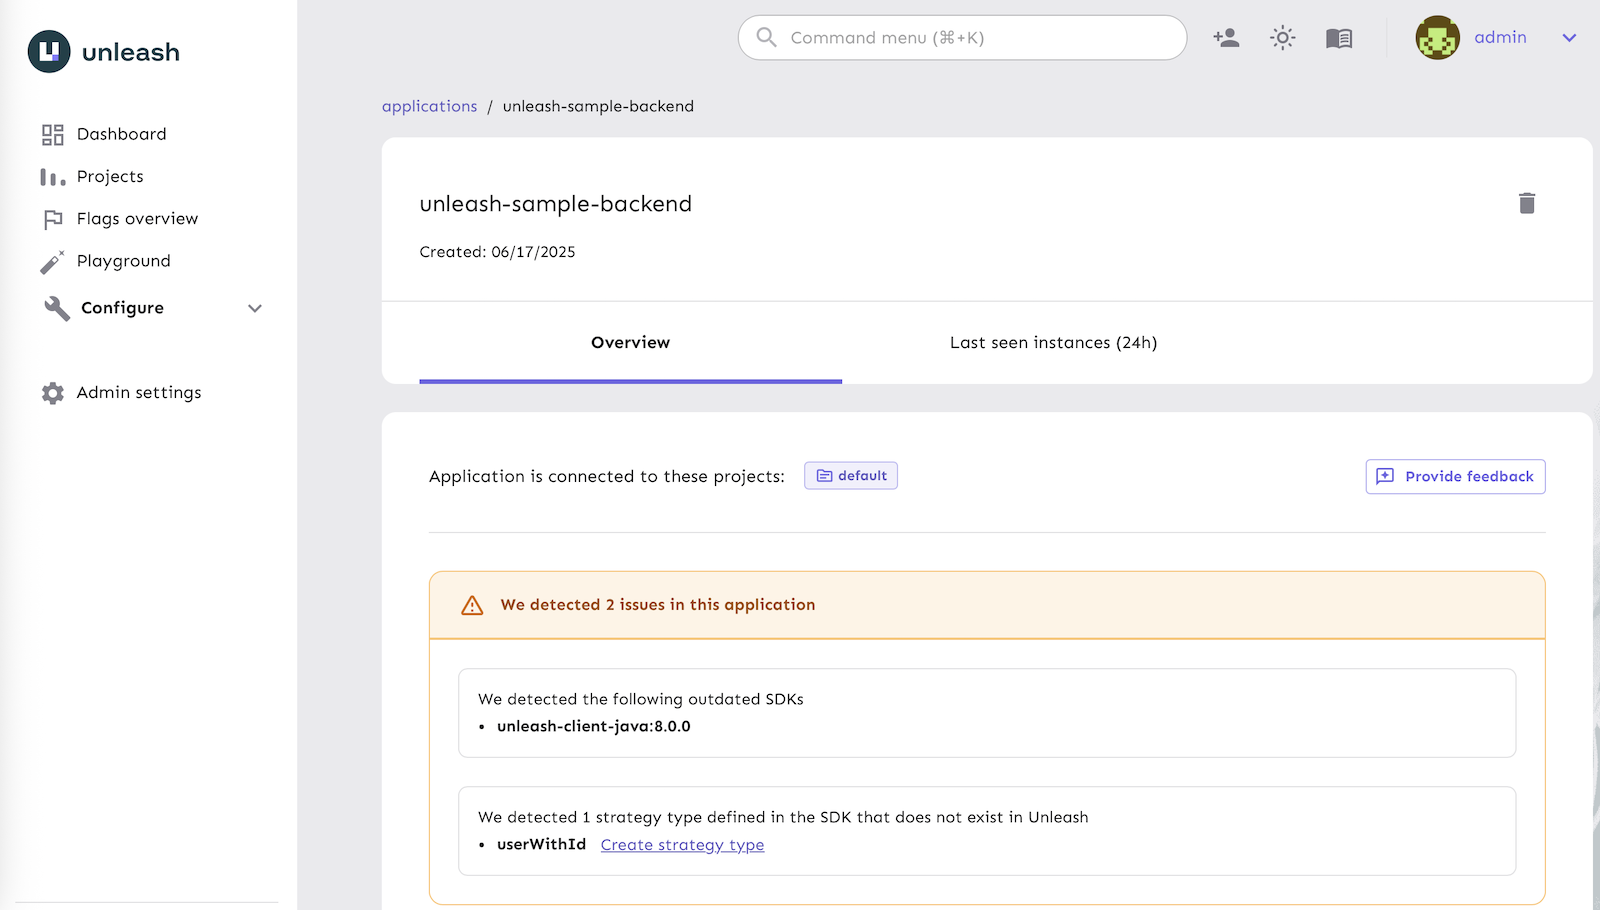 unleash
Command menu (⌘+K)
admin
Dashboard
Projects
Flags overview
Playground
Configure
Admin settings
applications / unleash-sample-backend
unleash-sample-backend
Created: 06/17/2025
Overview
Last seen instances (24h)
Application is connected to these projects: default
Provide feedback
We detected 2 issues in this application
We detected the following outdated SDKs
• unleash-client-java:8.0.0
We detected 1 strategy type defined in the SDK that does not exist in Unleash
• userWithId Create strategy type